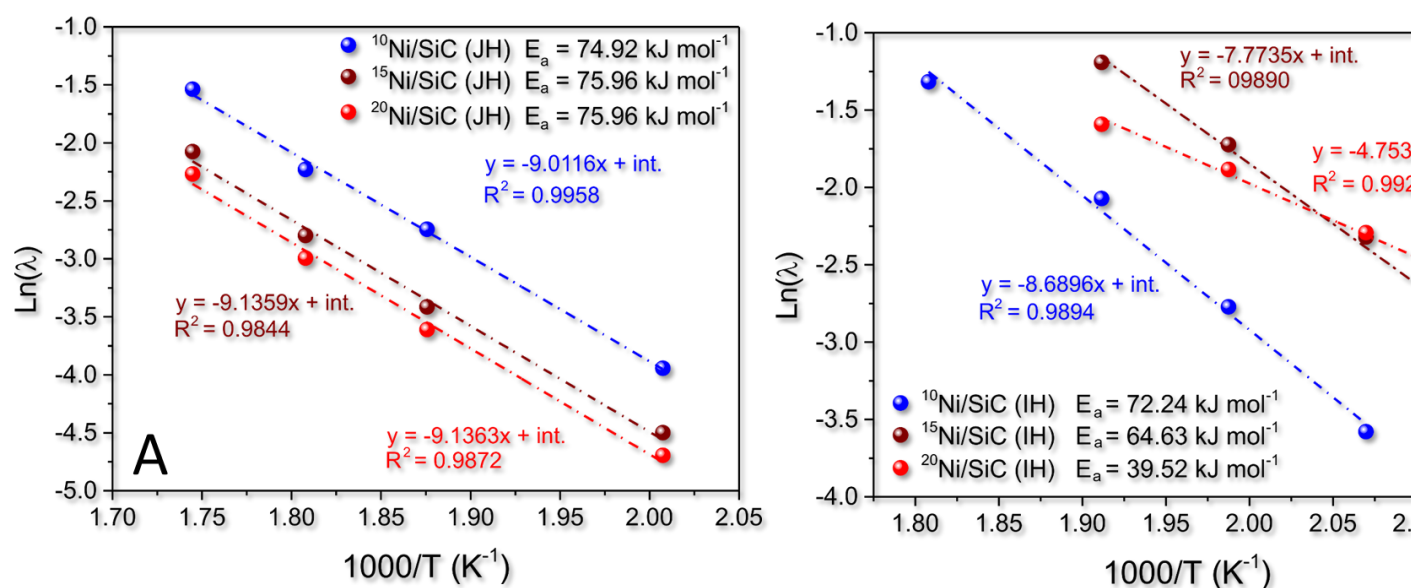 -1.0
-1.5
-2.0
-2.5
-3.0
-3.5
-4.0
-4.5
-5.0
Ln(λ)
¹⁰Ni/SiC (JH) Eₐ = 74.92 kJ mol⁻¹
¹⁵Ni/SiC (JH) Eₐ = 75.96 kJ mol⁻¹
²⁰Ni/SiC (JH) Eₐ = 75.96 kJ mol⁻¹
y = -9.0116x + int.
R² = 0.9958
y = -9.1359x + int.
R² = 0.9844
y = -9.1363x + int.
R² = 0.9872
A
1.70 1.75 1.80 1.85 1.90 1.95 2.00 2.05
1000/T (K⁻¹)
-1.0
-1.5
-2.0
-2.5
-3.0
-3.5
-4.0
Ln(λ)
y = -7.7735x + int.
R² = 09890
y = -4.753
R² = 0.992
y = -8.6896x + int.
R² = 0.9894
¹⁰Ni/SiC (IH) Eₐ = 72.24 kJ mol⁻¹
¹⁵Ni/SiC (IH) Eₐ = 64.63 kJ mol⁻¹
²⁰Ni/SiC (IH) Eₐ = 39.52 kJ mol⁻¹
1.80 1.85 1.90 1.95 2.00 2.05
1000/T (K⁻¹)